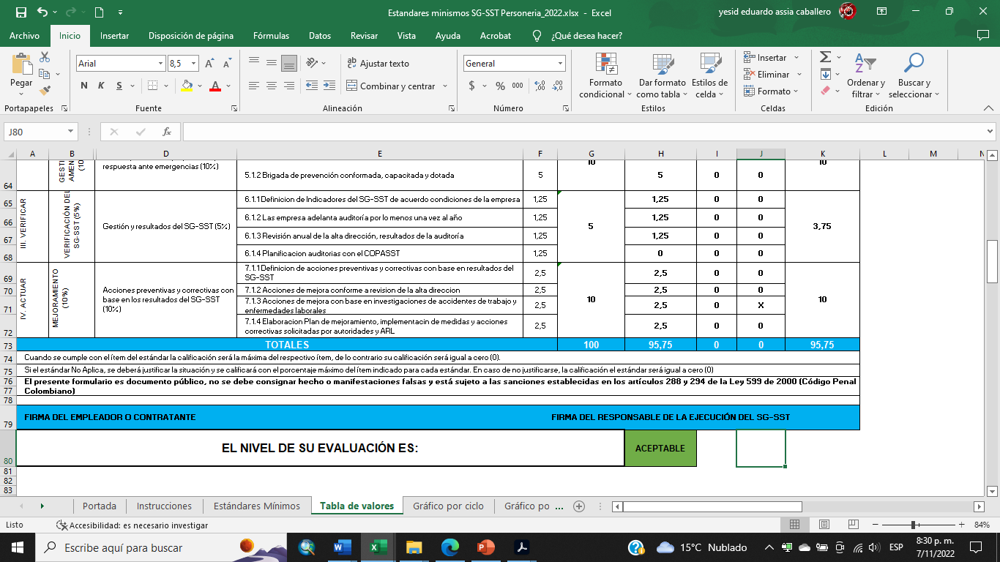 Estandares minismos SG-SST Personeria_2022.xlsx - Excel
yesid eduardo assia caballero
Archivo Inicio Insertar Disposición de página Fórmulas Datos Revisar Vista Ayuda Acrobat ¿Qué desea hacer?
Pegar
Arial 8,5
N K S
Ajustar texto
Combinar y centrar
General
$ % 000
Formato condicional
Dar formato como tabla
Estilos de celda
Insertar
Eliminar
Formato
Ordenar y filtrar
Buscar y seleccionar
Portapapeles Fuente Alineación Número Estilos Celdas Edición
J80 fx
A B D E F G H I J K L M N
respuesta ante emergencias (10%) 10 10
64 5.1.2 Brigada de prevención conformada, capacitada y dotada 5 5 0 0
III. VERIFICAR
VERIFICACIÓN DEL SG-SST (5%)
Gestión y resultados del SG-SST (5%)
65 6.1.1 Definicion de Indicadores del SG-SST de acuerdo condiciones de la empresa 1,25 1,25 0 0
66 6.1.2 Las empresa adelanta auditoría por lo menos una vez al año 1,25 1,25 0 0
5 3,75
67 6.1.3 Revisión anual de la alta dirección, resultados de la auditoría 1,25 1,25 0 0
68 6.1.4 Planificacion auditorias con el COPASST 1,25 0 0 0
IV. ACTUAR
MEJORAMIENTO (10%)
Acciones preventivas y correctivas con base en los resultados del SG-SST (10%)
69 7.1.1 Definicion de acciones preventivas y correctivas con base en resultados del SG-SST 2,5 2,5 0 0
70 7.1.2 Acciones de mejora conforme a revision de la alta direccion 2,5 2,5 0 0
10 10
71 7.1.3 Acciones de mejora con base en investigaciones de accidentes de trabajo y enfermedades laborales 2,5 2,5 0 X
72 7.1.4 Elaboracion Plan de mejoramiento, implementacin de medidas y acciones correctivas solicitadas por autoridades y ARL 2,5 2,5 0 0
73 TOTALES 100 95,75 0 0 95,75
74 Cuando se cumple con el ítem del estándar la calificación será la máxima del respectivo ítem, de lo contrario su calificación será igual a cero (0).
75 Si el estándar No Aplica, se deberá justificar la situación y se calificará con el porcentaje máximo del ítem indicado para cada estándar. En caso de no justificarse, la calificación el estándar será igual a cero (0)
76 El presente formulario es documento público, no se debe consignar hecho o manifestaciones falsas y está sujeto a las sanciones establecidas en los artículos 288 y 294 de la Ley 599 de 2000 (Código Penal
77 Colombiano)
78
79 FIRMA DEL EMPLEADOR O CONTRATANTE FIRMA DEL RESPONSABLE DE LA EJECUCIÓN DEL SG-SST
80 EL NIVEL DE SU EVALUACIÓN ES: ACEPTABLE
81
82
83
Portada Instrucciones Estándares Mínimos Tabla de valores Gráfico por ciclo Gráfico po ...
Listo Accesibilidad: es necesario investigar 84%
Escribe aquí para buscar
15°C Nublado ESP
8:30 p. m.
7/11/2022